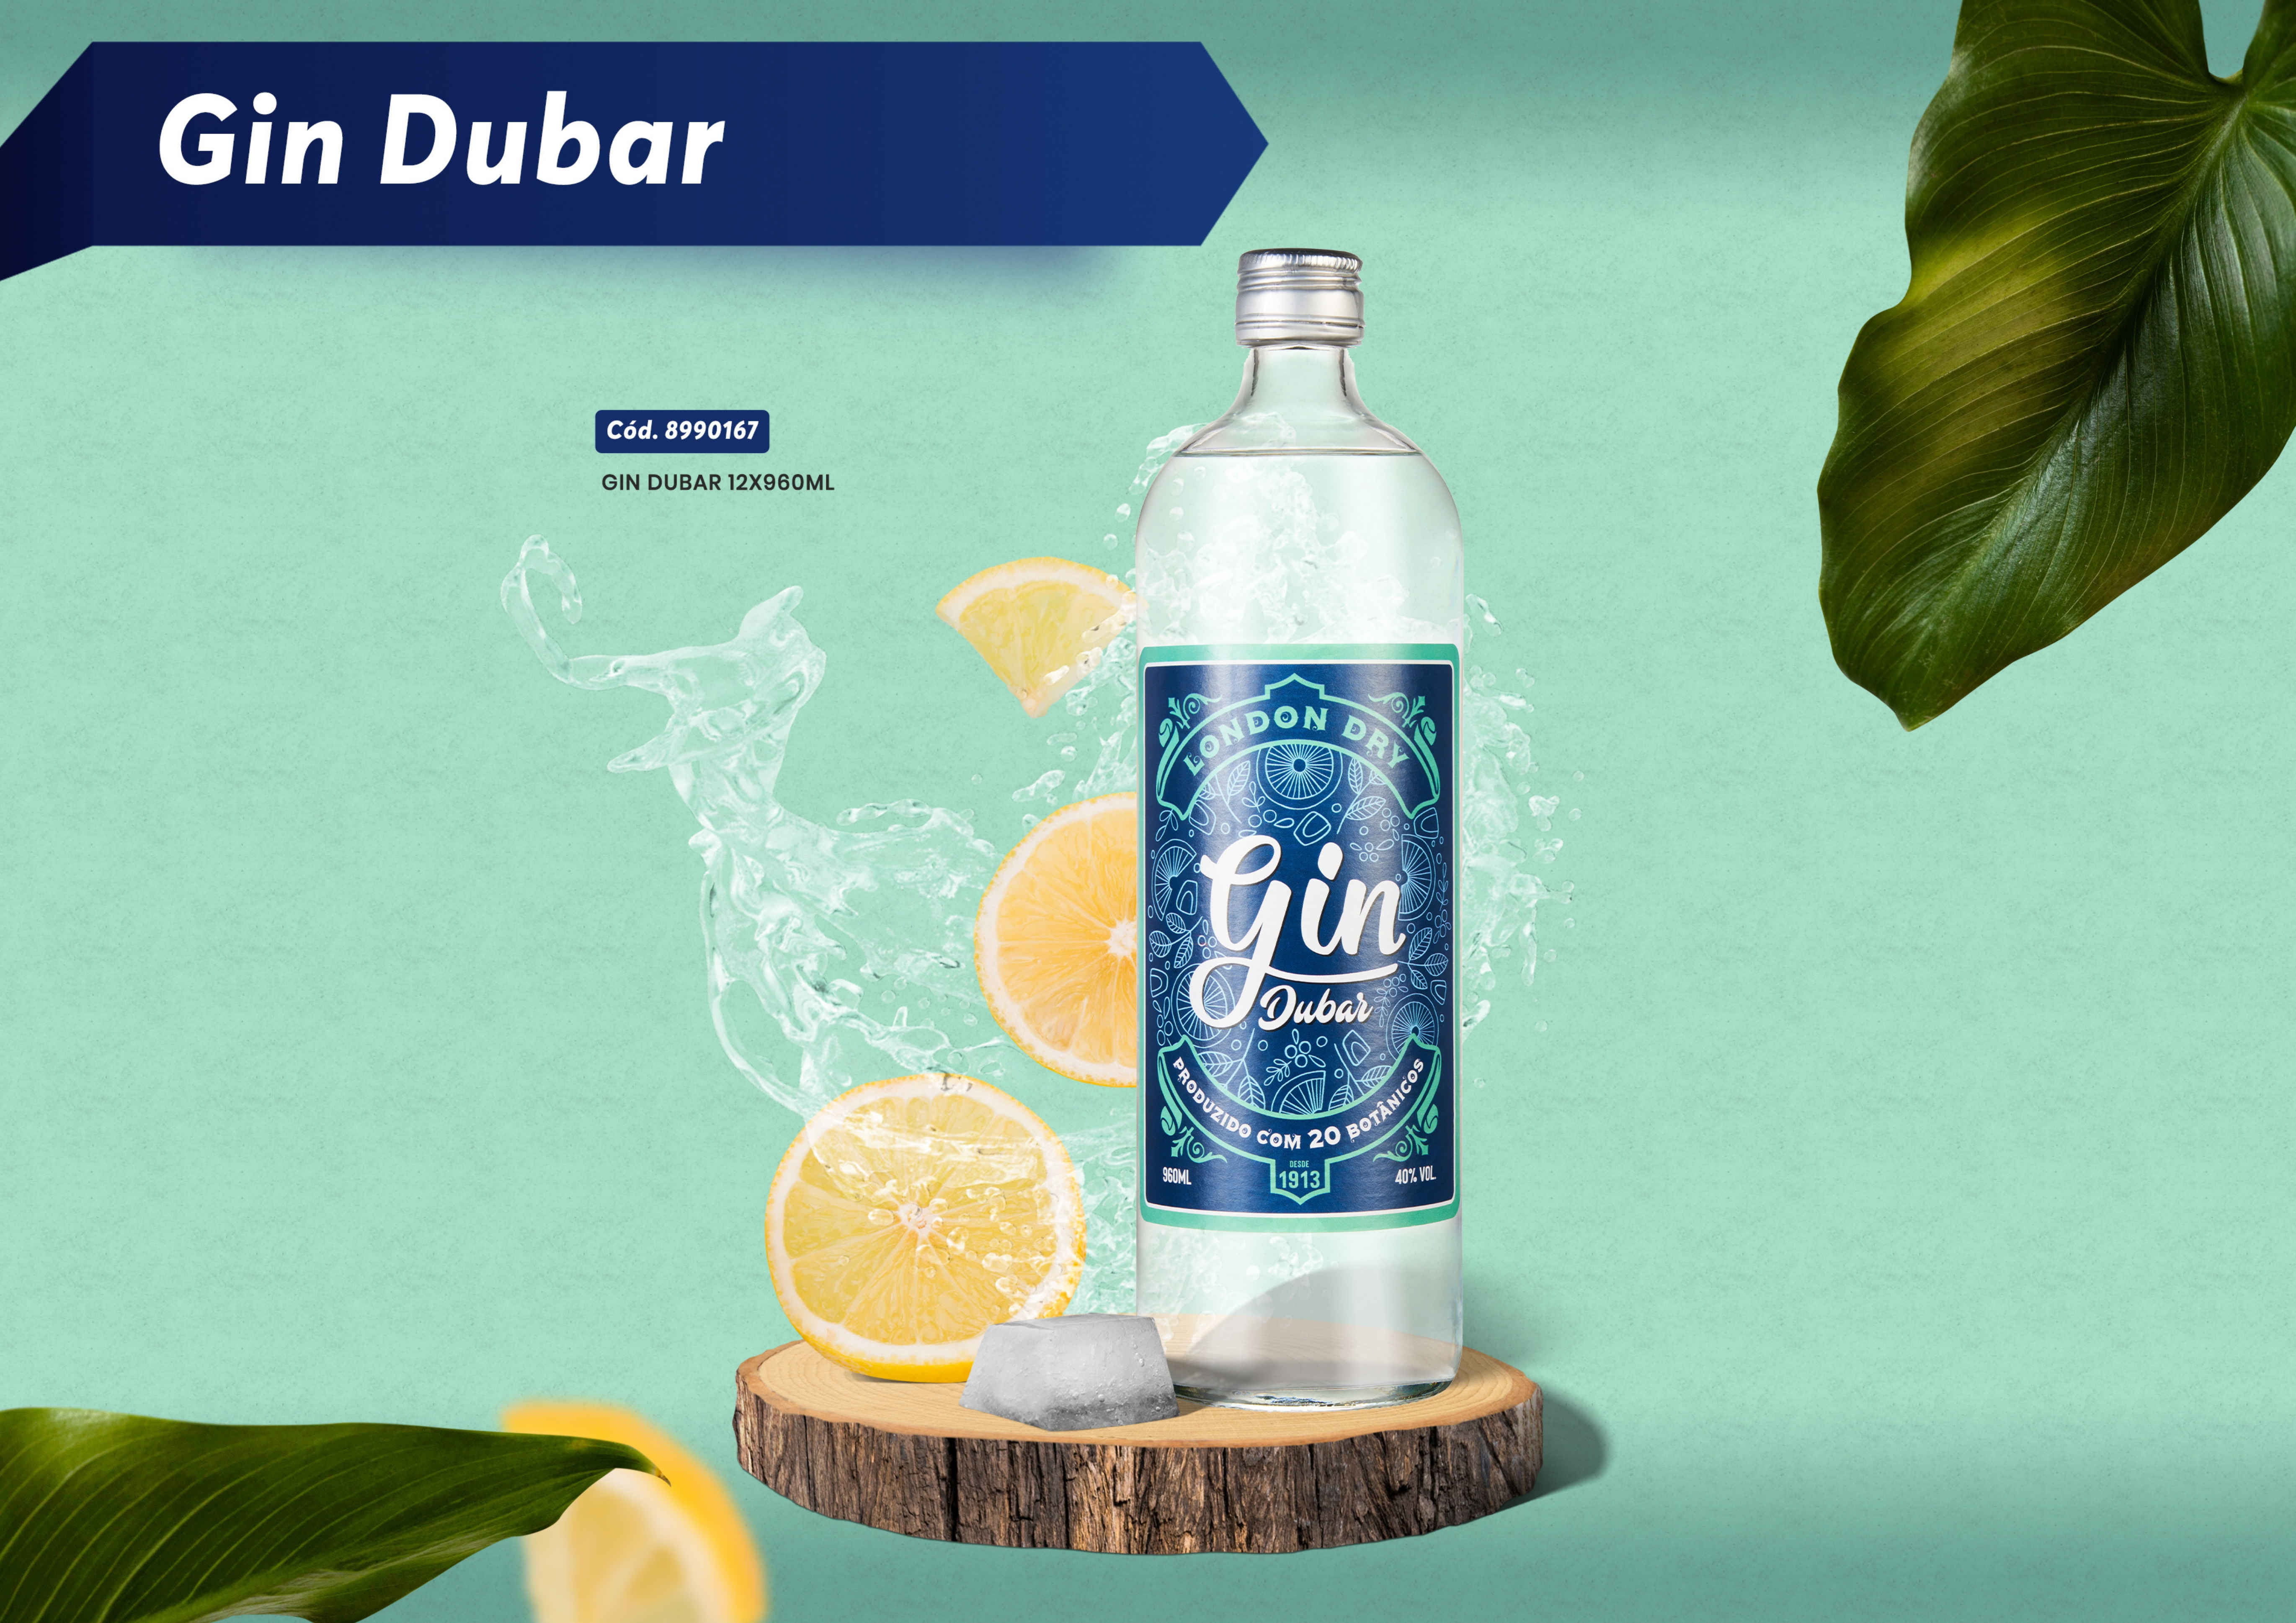 Gin Dubar
Cód. 8990167
GIN DUBAR 12X960ML
LONDON DRY
Gin
Dubar
PRODUZIDO COM 20 BOTÂNICOS
960ML
DESDE
1913
40% VOL.